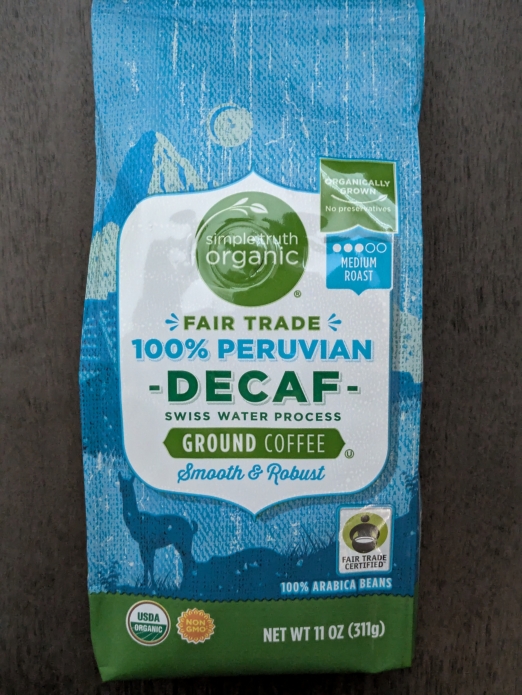 ORGANICALLY
GROWN
No preservatives
simple truth
organic
®
MEDIUM
ROAST
FAIR TRADE
100% PERUVIAN
-DECAF-
SWISS WATER PROCESS
GROUND COFFEE
U
Smooth & Robust
FAIR TRADE
CERTIFIED
100% ARABICA BEANS
USDA
ORGANIC
NON
GMO
NET WT 11 OZ (311g)